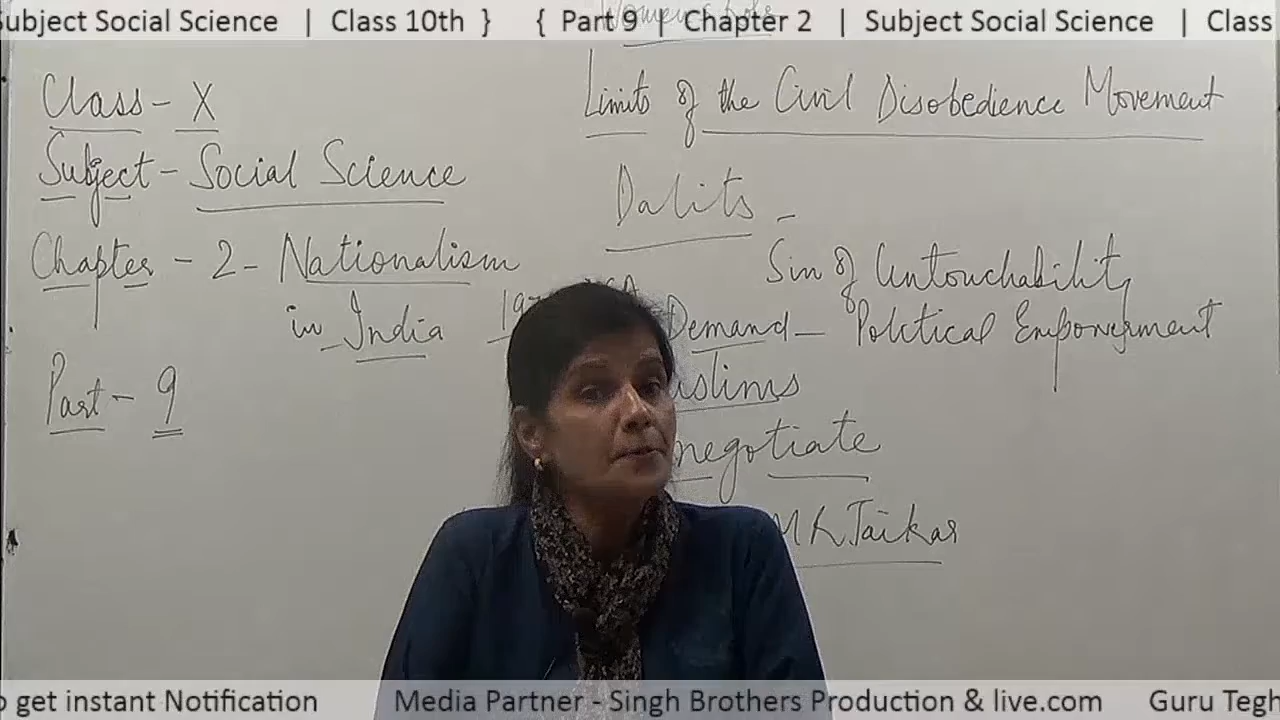 Subject Social Science | Class 10th } { Part 9 | Chapter 2 | Subject Social Science | Class
Class - X
Subject - Social Science
Chapter - 2 - Nationalism
in India
Part - 9
Limits of the Civil Disobedience Movement
Dalits -
Sin of Untouchability
Demand - Political Empowerment
negotiate
M R Jaikar
get instant Notification Media Partner - Singh Brothers Production & live.com Guru